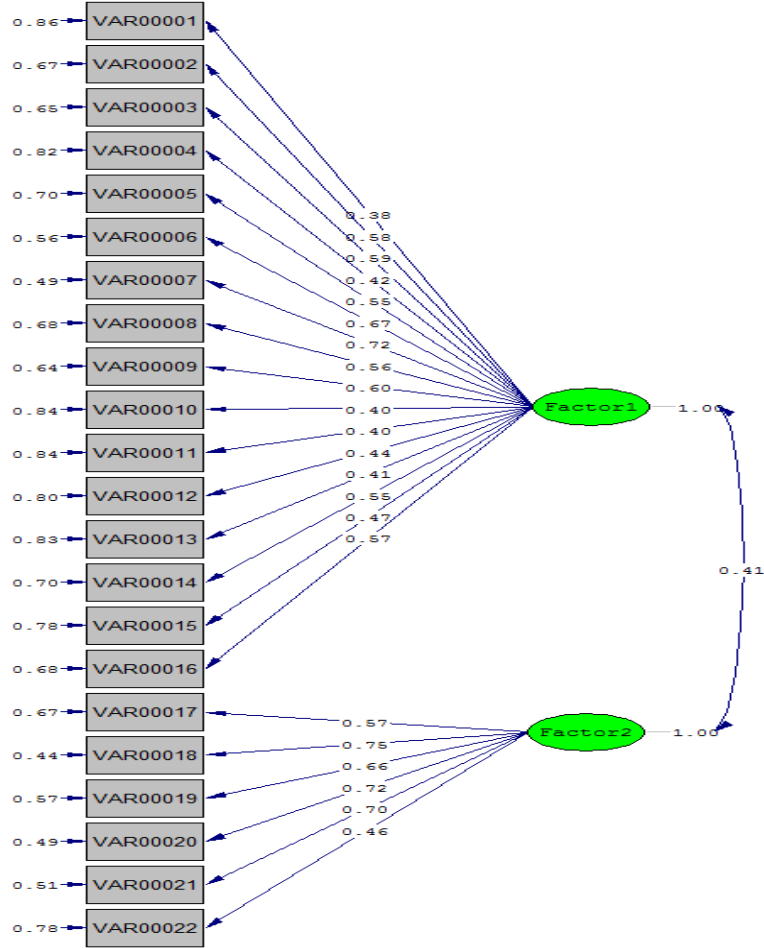 0.86 VAR00001
0.67 VAR00002
0.65 VAR00003
0.82 VAR00004
0.70 VAR00005
0.38
0.56 VAR00006
0.58
0.59
0.49 VAR00007
0.42
0.55
0.68 VAR00008
0.67
0.72
0.64 VAR00009
0.56
0.60
0.84 VAR00010
0.40
Factor1 1.00
0.40
0.84 VAR00011
0.44
0.41
0.80 VAR00012
0.55
0.47
0.83 VAR00013
0.57
0.41
0.70 VAR00014
0.78 VAR00015
0.68 VAR00016
0.67 VAR00017
0.57
Factor2 1.00
0.44 VAR00018
0.75
0.66
0.57 VAR00019
0.72
0.70
0.49 VAR00020
0.46
0.51 VAR00021
0.78 VAR00022